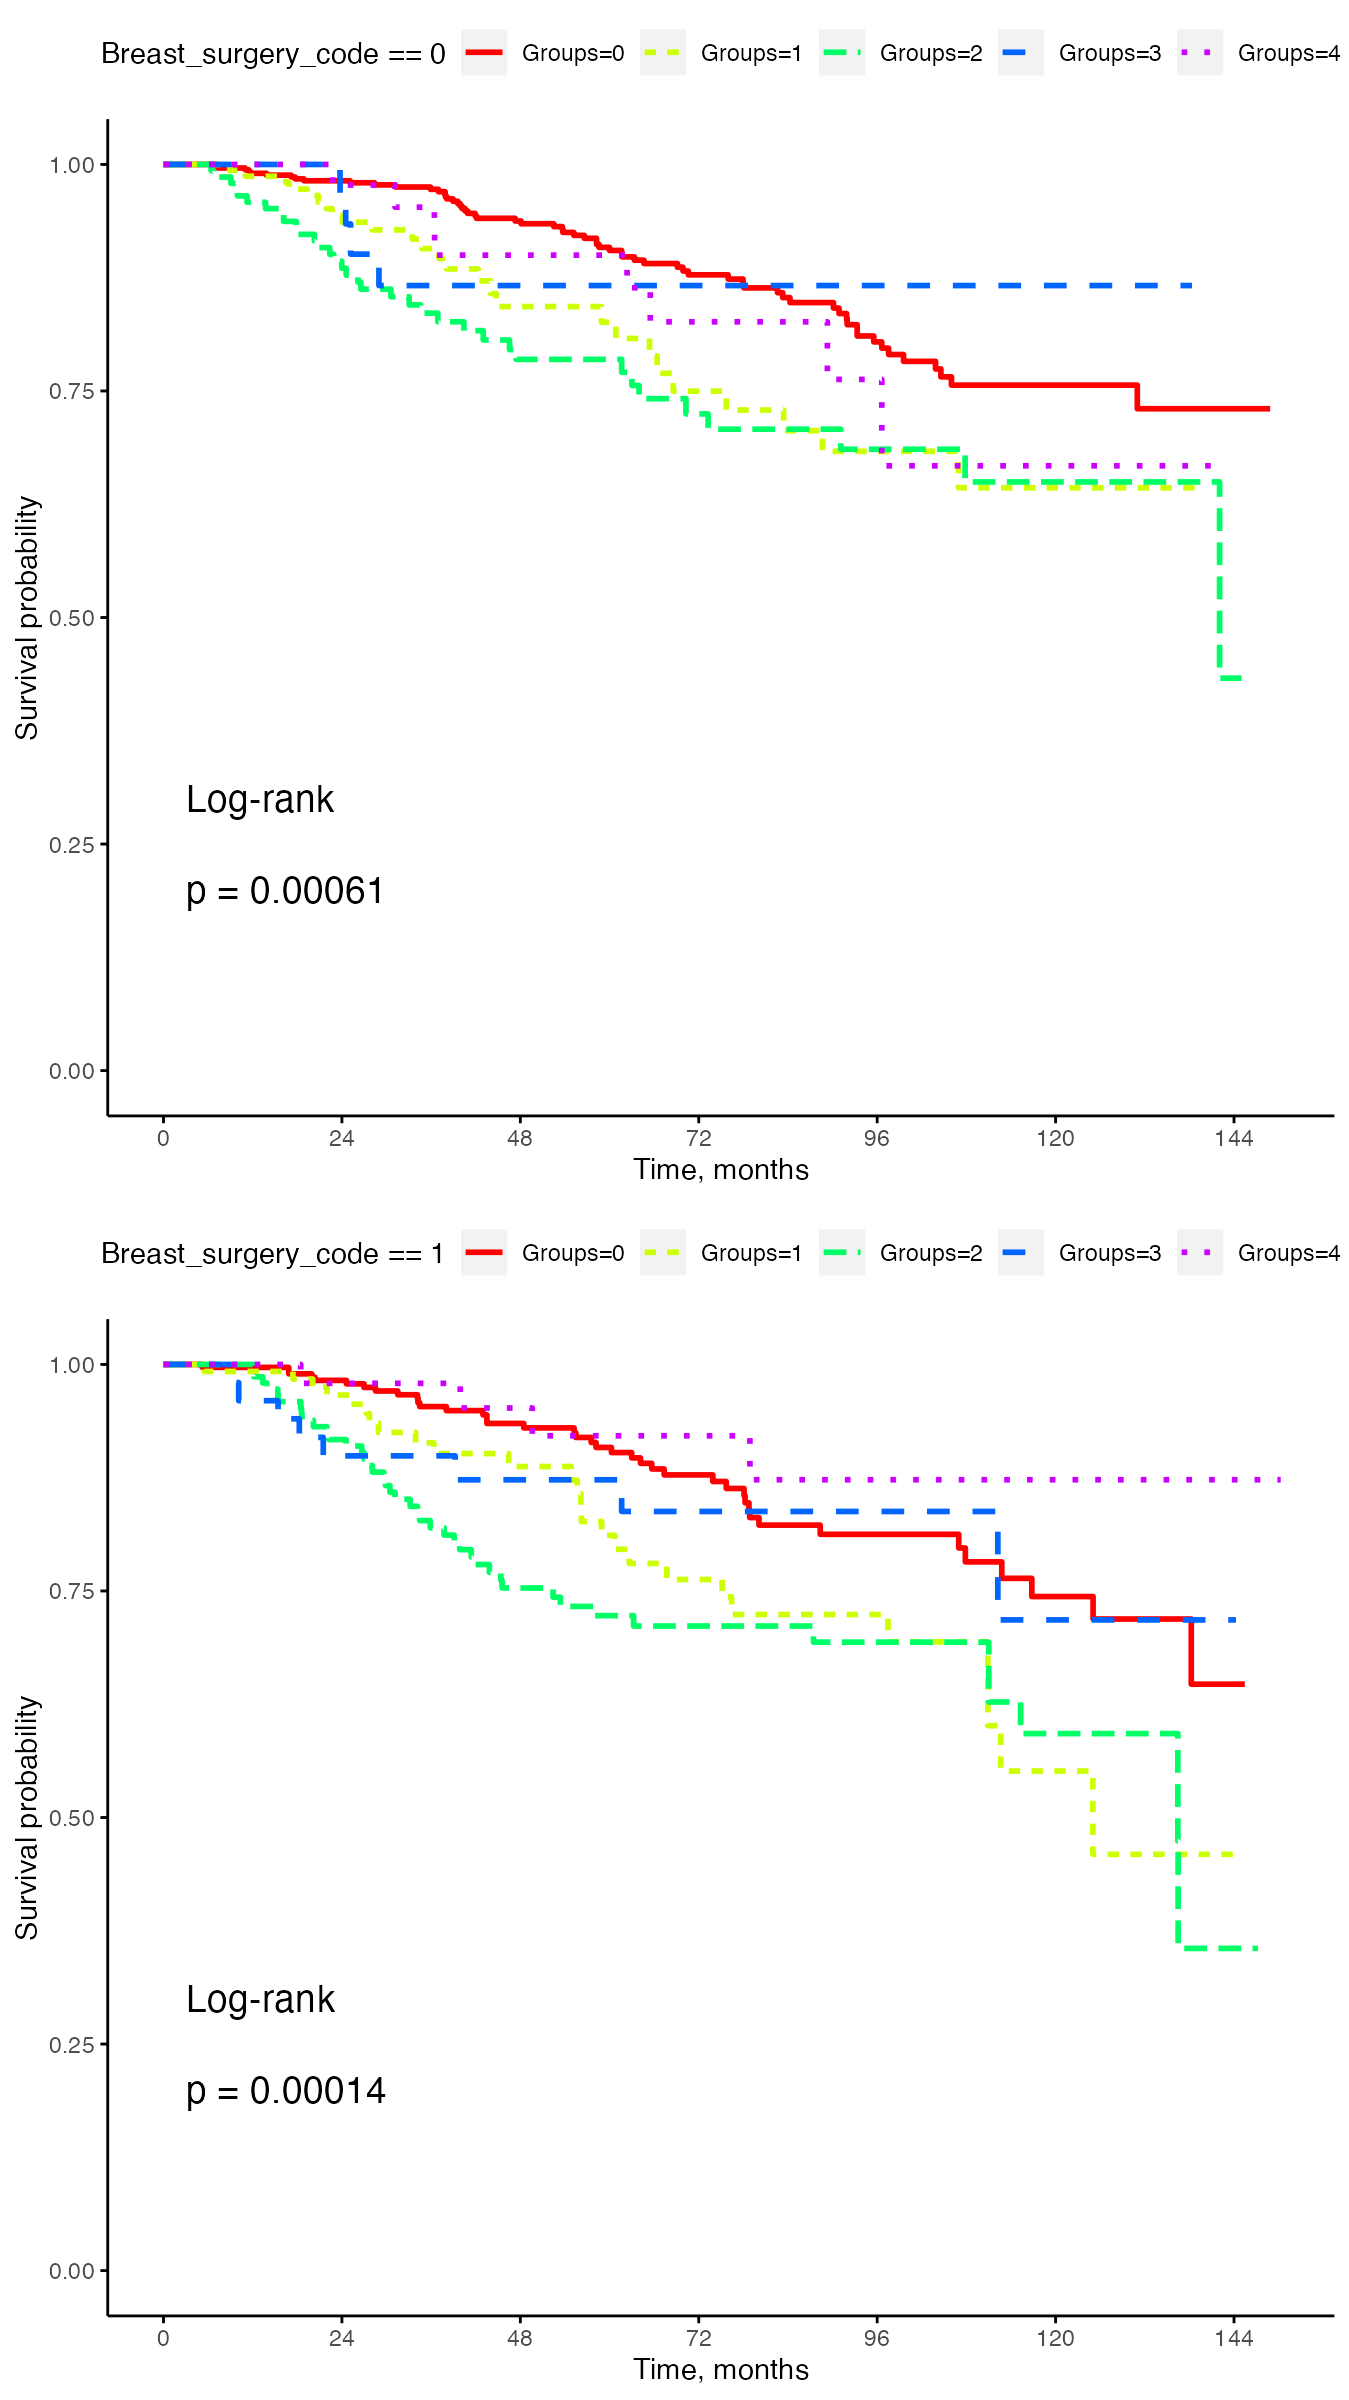 Breast_surgery_code == 0 Groups=0 Groups=1 Groups=2 Groups=3 Groups=4
Survival probability
1.00
0.75
0.50
0.25
0.00
Log-rank
p = 0.00061
0 24 48 72 96 120 144
Time, months
Breast_surgery_code == 1 Groups=0 Groups=1 Groups=2 Groups=3 Groups=4
Survival probability
1.00
0.75
0.50
0.25
0.00
Log-rank
p = 0.00014
0 24 48 72 96 120 144
Time, months